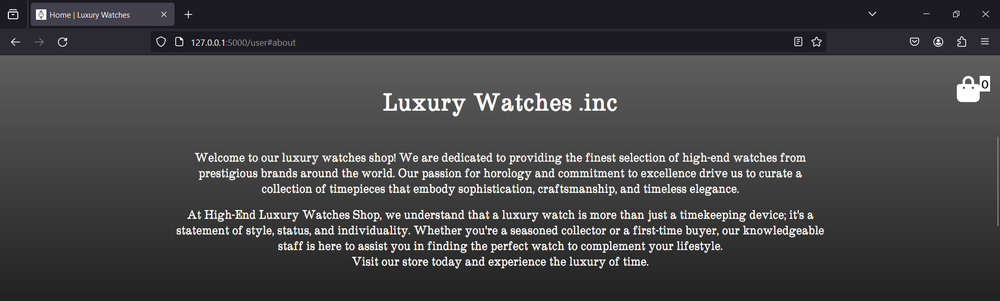 Home | Luxury Watches
127.0.0.1:5000/user#about
0
Luxury Watches .inc
Welcome to our luxury watches shop! We are dedicated to providing the finest selection of high-end watches from
prestigious brands around the world. Our passion for horology and commitment to excellence drive us to curate a
collection of timepieces that embody sophistication, craftsmanship, and timeless elegance.
At High-End Luxury Watches Shop, we understand that a luxury watch is more than just a timekeeping device; it's a
statement of style, status, and individuality. Whether you're a seasoned collector or a first-time buyer, our knowledgeable
staff is here to assist you in finding the perfect watch to complement your lifestyle.
Visit our store today and experience the luxury of time.